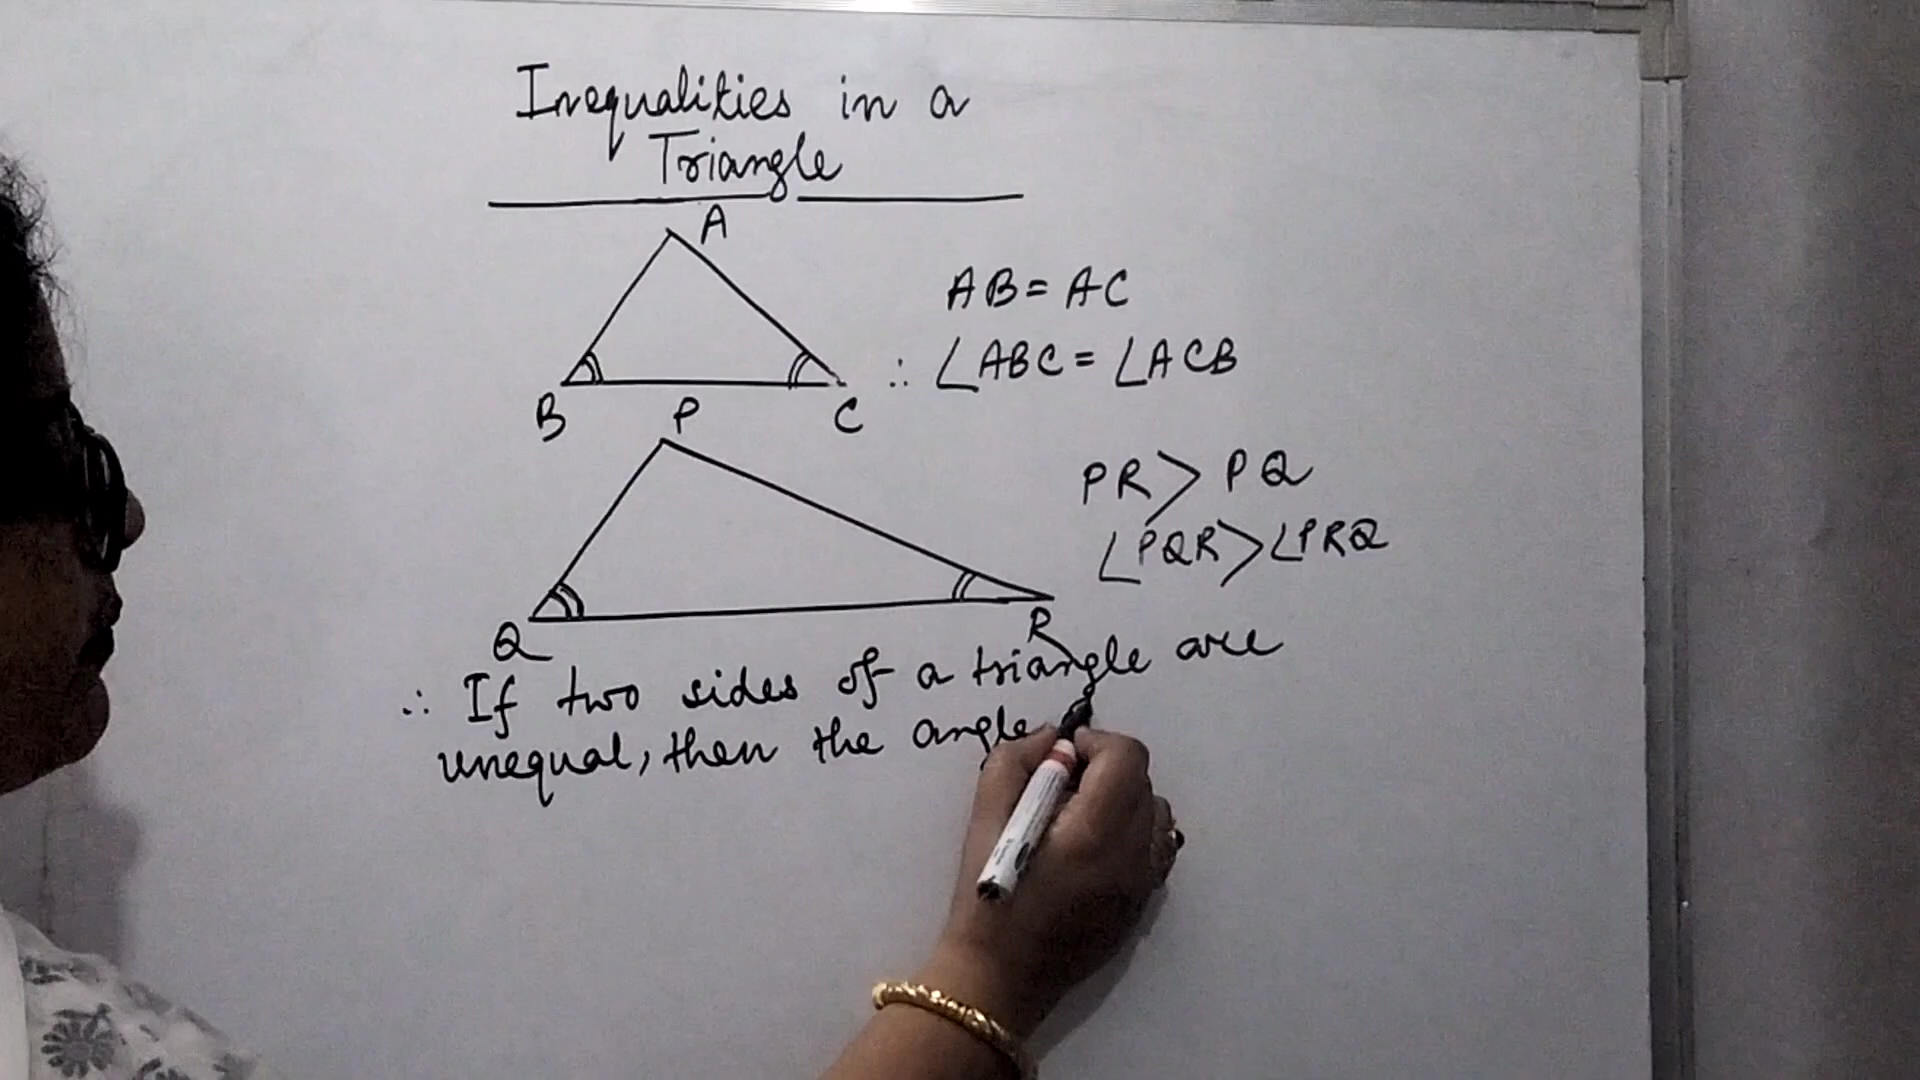 Inequalities in a
Triangle
A
AB = AC
∴ ∠ABC = ∠ACB
B
C
P
PR > PQ
∠PQR > ∠PRQ
Q
R
∴ If two sides of a triangle are
unequal, then the angle